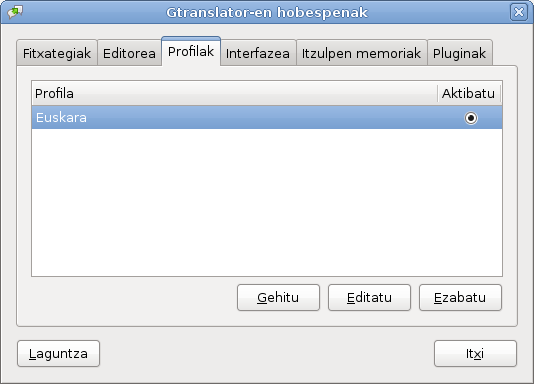 Gtranslator-en hobespenak
Fitxategiak Editorea Profilak Interfazea Itzulpen memoriak Pluginak
Profila Aktibatu
Euskara
Gehitu Editatu Ezabatu
Laguntza Itxi